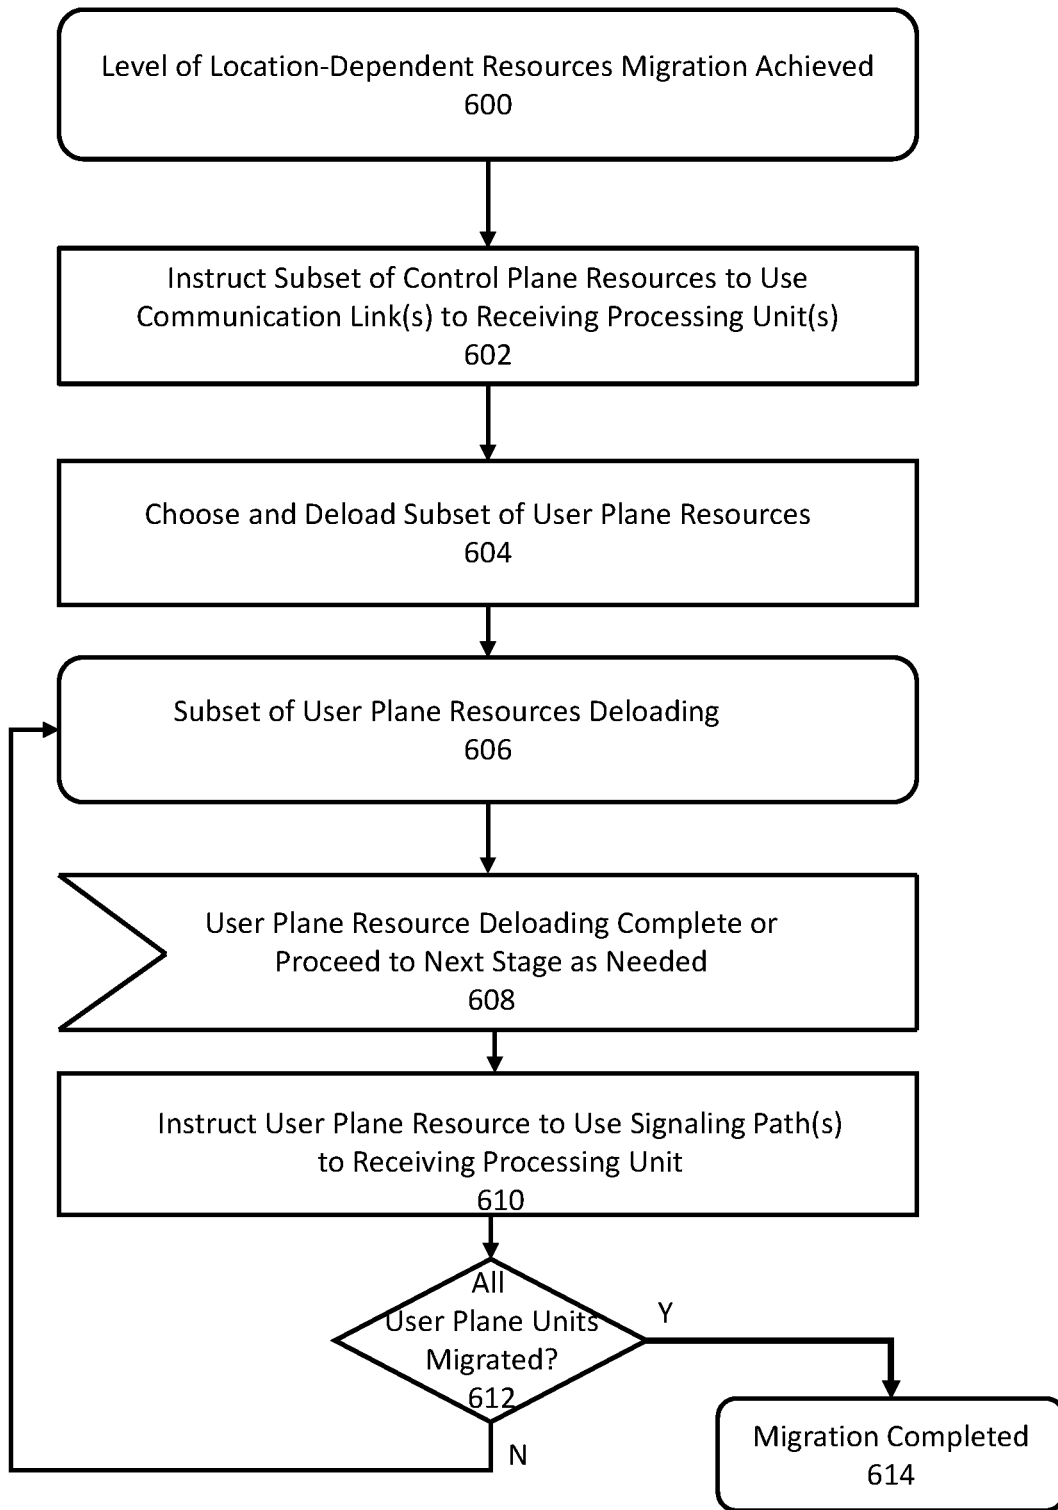 Level of Location-Dependent Resources Migration Achieved
600
Instruct Subset of Control Plane Resources to Use
Communication Link(s) to Receiving Processing Unit(s)
602
Choose and Deload Subset of User Plane Resources
604
Subset of User Plane Resources Deloading
606
User Plane Resource Deloading Complete or
Proceed to Next Stage as Needed
608
Instruct User Plane Resource to Use Signaling Path(s)
to Receiving Processing Unit
610
All
User Plane Units
Migrated?
612
Y
N
Migration Completed
614